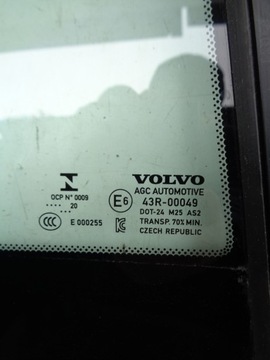 VOLVO
AGC AUTOMOTIVE
OCP N° 0009
..... 20
E6 43R-00049
DOT-24 M25 AS2
CCC E 000255
TRANSP. 70% MIN.
CZECH REPUBLIC